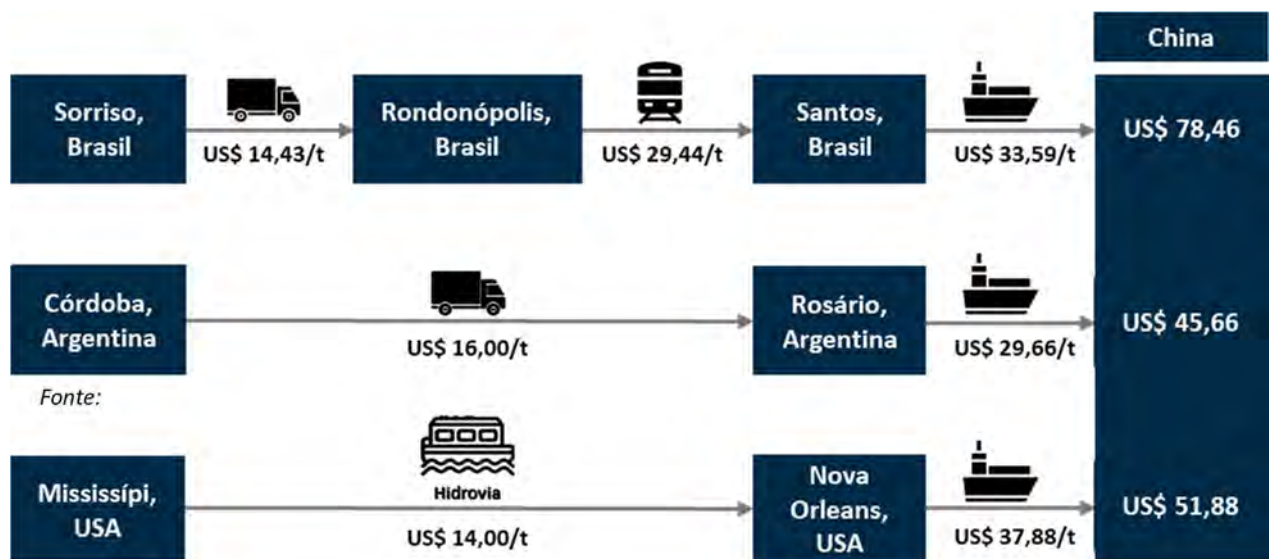 China
Sorriso,
Brasil
US$ 14,43/t
Rondonópolis,
Brasil
US$ 29,44/t
Santos,
Brasil
US$ 33,59/t
US$ 78,46
Córdoba,
Argentina
US$ 16,00/t
Rosário,
Argentina
US$ 29,66/t
US$ 45,66
Fonte:
Mississípi,
USA
Hidrovia
US$ 14,00/t
Nova
Orleans,
USA
US$ 37,88/t
US$ 51,88